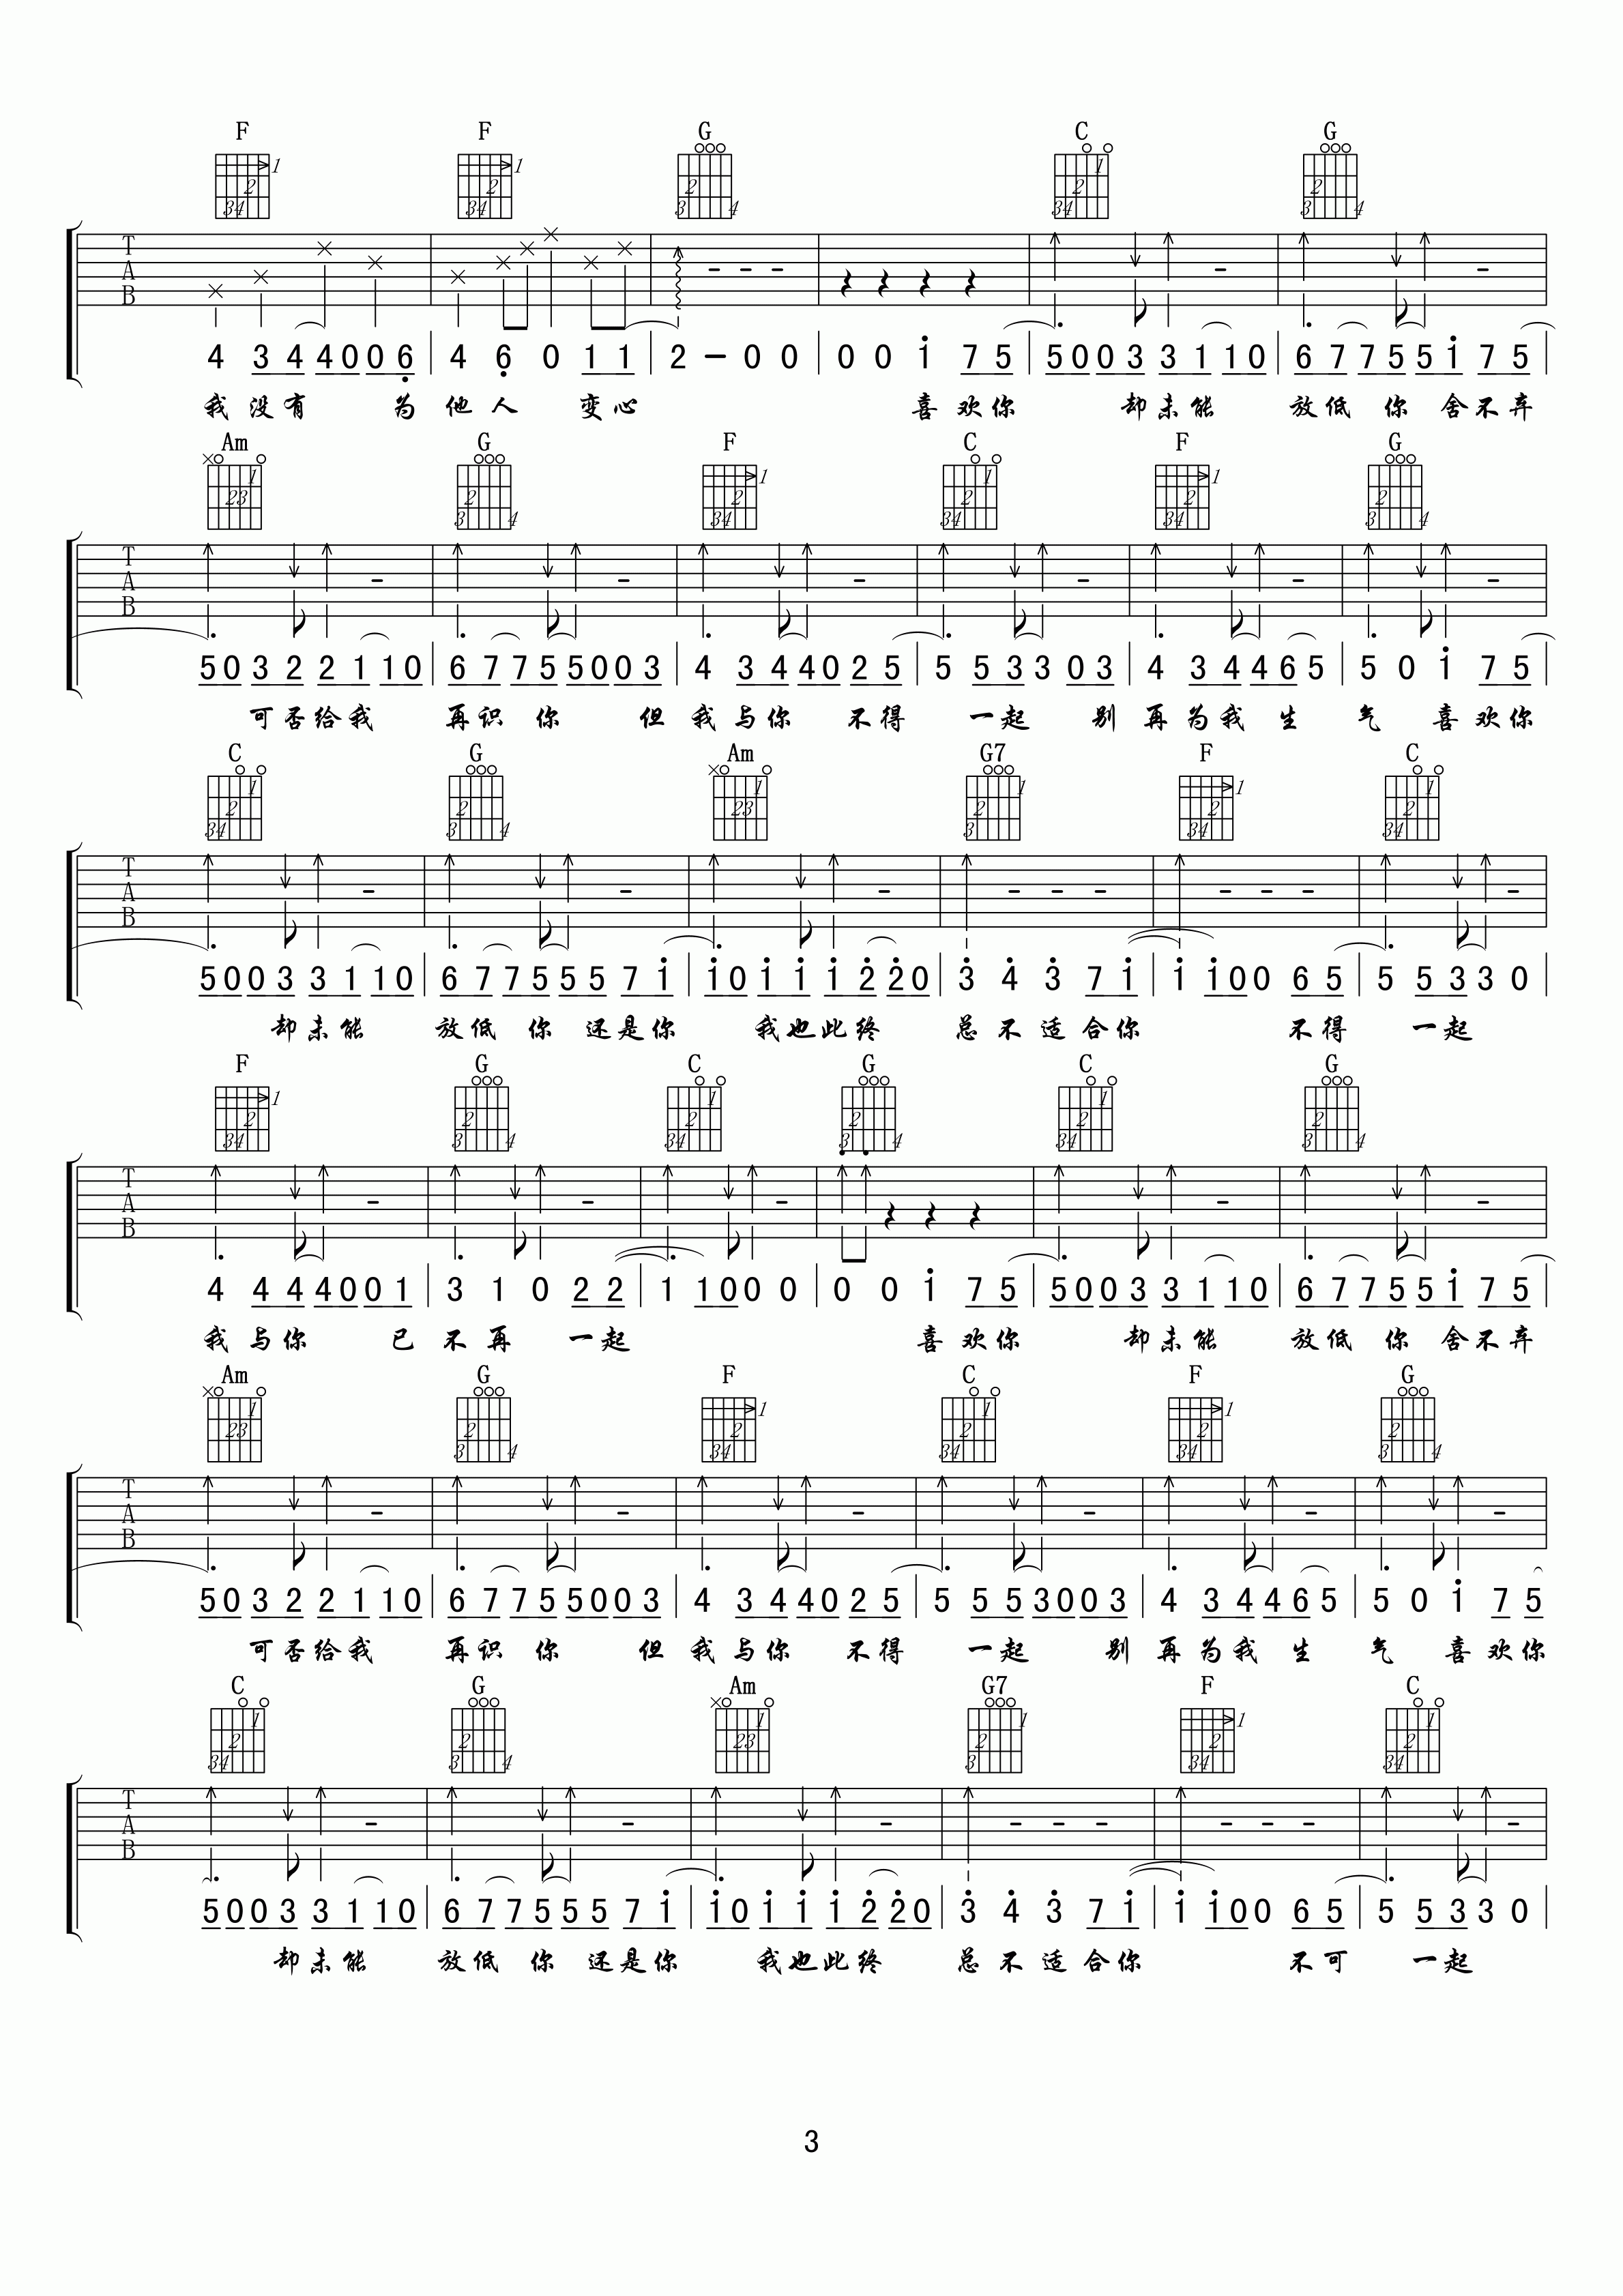 F F G C G
4 3 4 4 0 0 6 4 6 0 1 1 2 - 0 0 0 0 i 7 5 5 0 0 3 3 1 1 0 6 7 7 5 5 i 7 5
我没有 为他人 变心 喜欢你 却未能 放低你舍不弃
Am G F C F G
5 0 3 2 2 1 1 0 6 7 7 5 5 0 0 3 4 3 4 4 0 2 5 5 5 3 3 0 3 4 3 4 4 6 5 5 0 i 7 5
可否给我 再识你 但我与你 不得 一起 别再为我生 气 喜欢你
C G Am G7 F C
5 0 0 3 3 1 1 0 6 7 7 5 5 5 7 i i 0 i i i 2 2 0 3 4 3 7 i i i 0 0 6 5 5 5 3 3 0
却未能 放低你还是你 我也此终 总不适合你 不得 一起
F G C G C G
4 4 4 4 0 0 1 3 1 0 2 2 1 1 0 0 0 0 0 i 7 5 5 0 0 3 3 1 1 0 6 7 7 5 5 i 7 5
我与你 已不再 一起 喜欢你 却未能 放低你舍不弃
Am G F C F G
5 0 3 2 2 1 1 0 6 7 7 5 5 0 0 3 4 3 4 4 0 2 5 5 5 5 3 0 0 3 4 3 4 4 6 5 5 0 i 7 5
可否给我 再识你 但我与你 不得 一起 别再为我生 气 喜欢你
C G Am G7 F C
5 0 0 3 3 1 1 0 6 7 7 5 5 5 7 i i 0 i i i 2 2 0 3 4 3 7 i i i 0 0 6 5 5 5 3 3 0
却未能 放低你还是你 我也此终 总不适合你 不可 一起
3